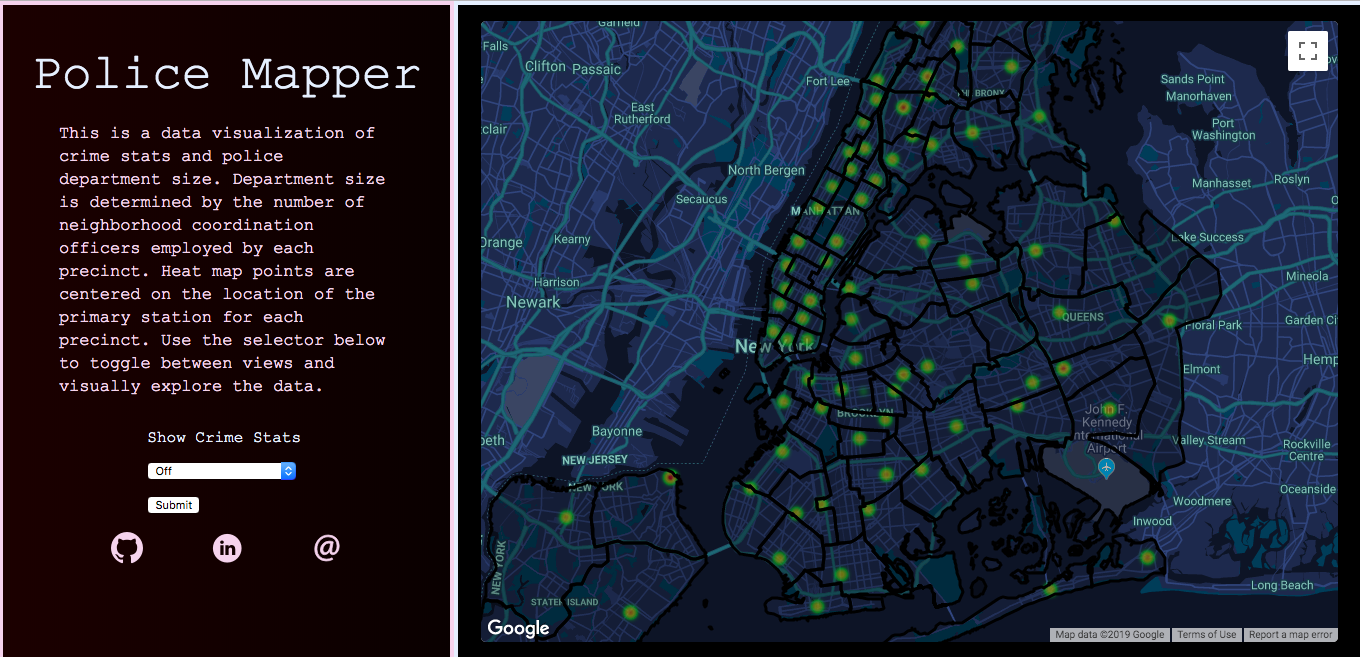 Police Mapper
This is a data visualization of
crime stats and police
department size. Department size
is determined by the number of
neighborhood coordination
officers employed by each
precinct. Heat map points are
centered on the location of the
primary station for each
precinct. Use the selector below
to toggle between views and
visually explore the data.
Show Crime Stats
Off
Submit
in
@
Garfield
Falls
Clifton
Passaic
Fort Lee
East
Rutherford
North Bergen
Secaucus
Orange
Kearny
Harrison
Newark
Bayonne
NEW JERSEY
NEW YORK
NEW YORK
STATEN ISLAND
MANHATTAN
New York
BROOKLYN
BRONX
QUEENS
John F.
Kennedy
International
Airport
Sands Point
Manorhaven
Port
Washington
Manhasset
Roslyn
Lake Success
Mineola
Floral Park
Garden Ci
Hemp
Elmont
Valley Stream
Rockville
Centre
Oceanside
Woodmere
Inwood
Long Beach
Google
Map data ©2019 Google
Terms of Use
Report a map error